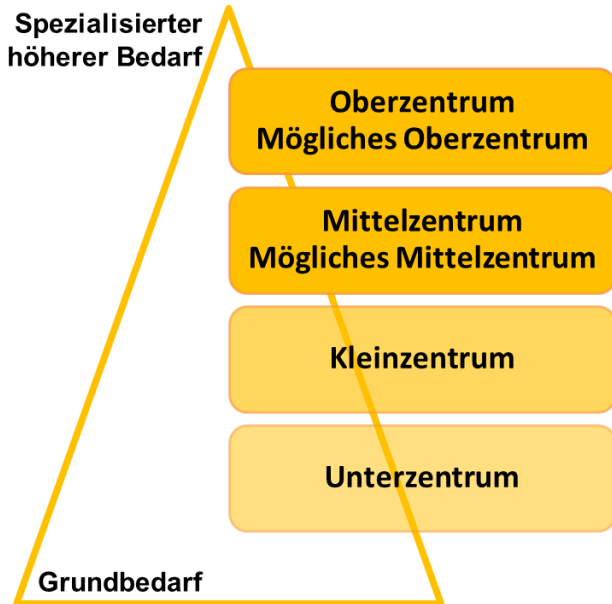 Spezialisierter
höherer Bedarf
Oberzentrum
Mögliches Oberzentrum
Mittelzentrum
Mögliches Mittelzentrum
Kleinzentrum
Unterzentrum
Grundbedarf